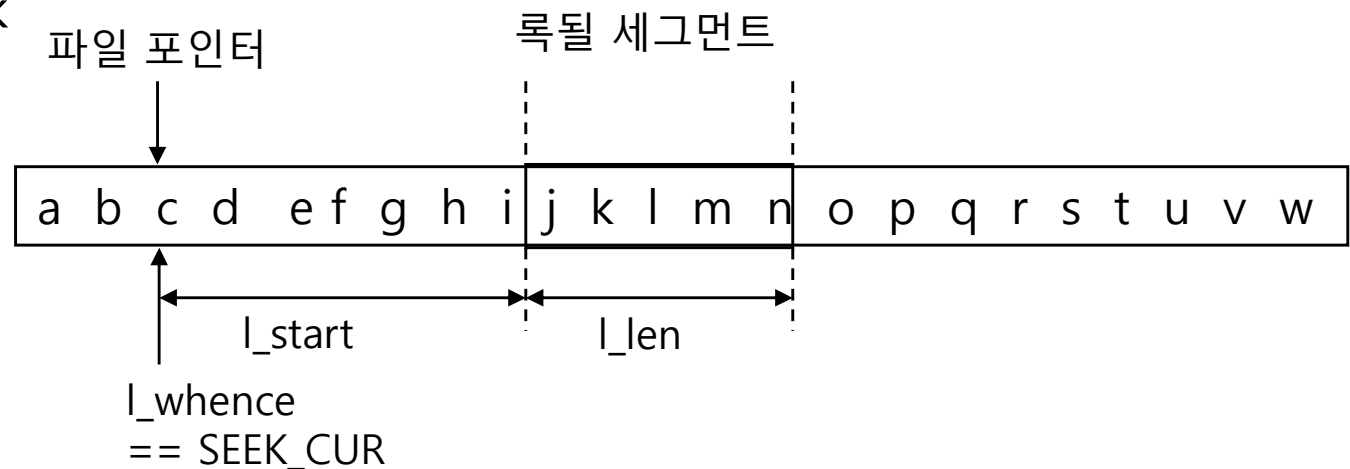 파일 포인터
록될 세그먼트
a b c d e f g h i j k l m n o p q r s t u v w
l_start
l_len
l_whence
== SEEK_CUR